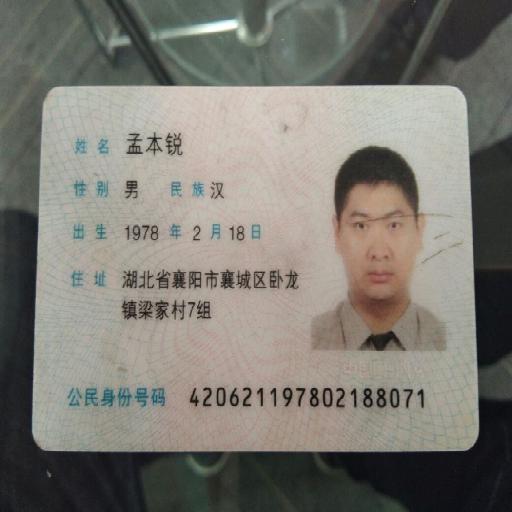 姓名 孟本锐
性别 男 民族 汉
出生 1978 年 2 月 18 日
住址 湖北省襄阳市襄城区卧龙
镇梁家村7组
公民身份号码 420621197802188071